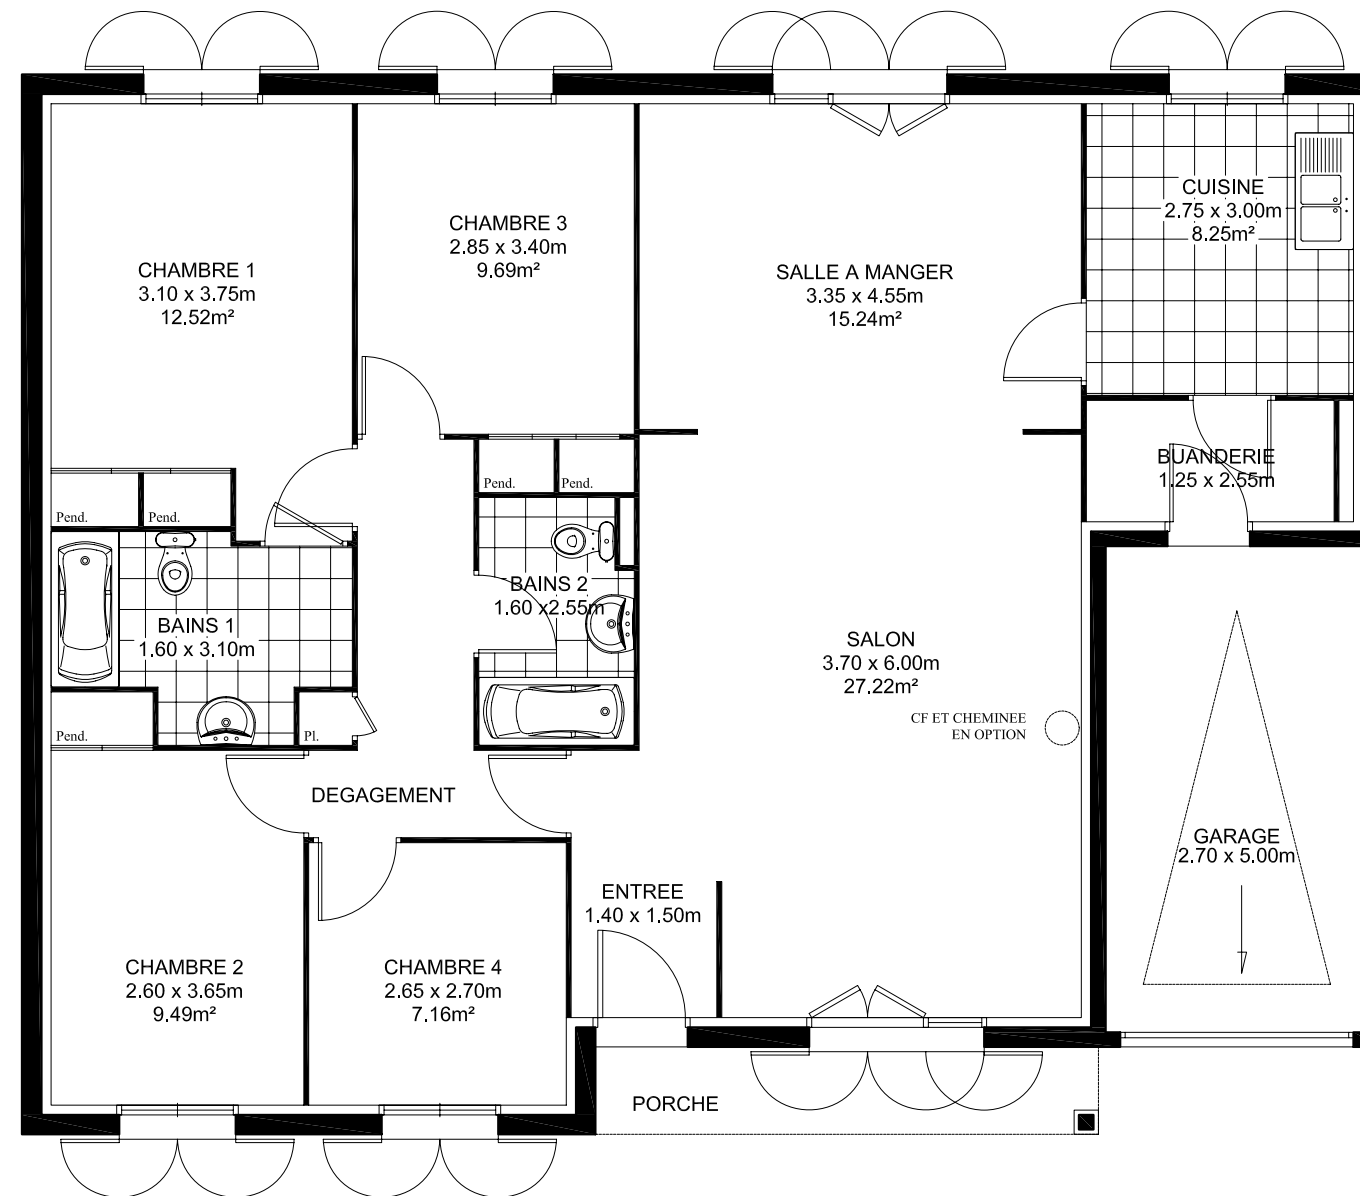 CUISINE
2.75 x 3.00m
8.25m²
CHAMBRE 3
2.85 x 3.40m
9.69m²
CHAMBRE 1
3.10 x 3.75m
12.52m²
SALLE A MANGER
3.35 x 4.55m
15.24m²
BUANDERIE
1.25 x 2.55m
Pend.
Pend.
Pend.
Pend.
BAINS 2
1.60 x2.55m
BAINS 1
1.60 x 3.10m
SALON
3.70 x 6.00m
27.22m²
CF ET CHEMINEE
EN OPTION
Pend.
Pl.
DEGAGEMENT
GARAGE
2.70 x 5.00m
ENTREE
1.40 x 1.50m
CHAMBRE 2
2.60 x 3.65m
9.49m²
CHAMBRE 4
2.65 x 2.70m
7.16m²
PORCHE